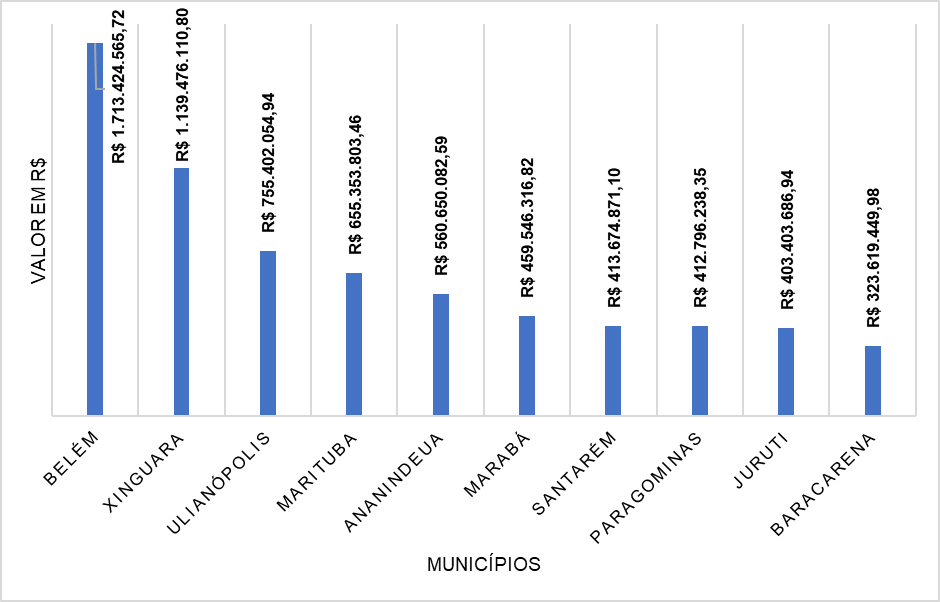 VALOR EM R$
R$ 1.713.424.565,72
R$ 1.139.476.110,80
R$ 755.402.054,94
R$ 655.353.803,46
R$ 560.650.082,59
R$ 459.546.316,82
R$ 413.674.871,10
R$ 412.796.238,35
R$ 403.403.686,94
R$ 323.619.449,98
BELÉM
XINGUARA
ULIANÓPOLIS
MARITUBA
ANANINDEUA
MARABÁ
SANTARÉM
PARAGOMINAS
JURUTI
BARACARENA
MUNICÍPIOS